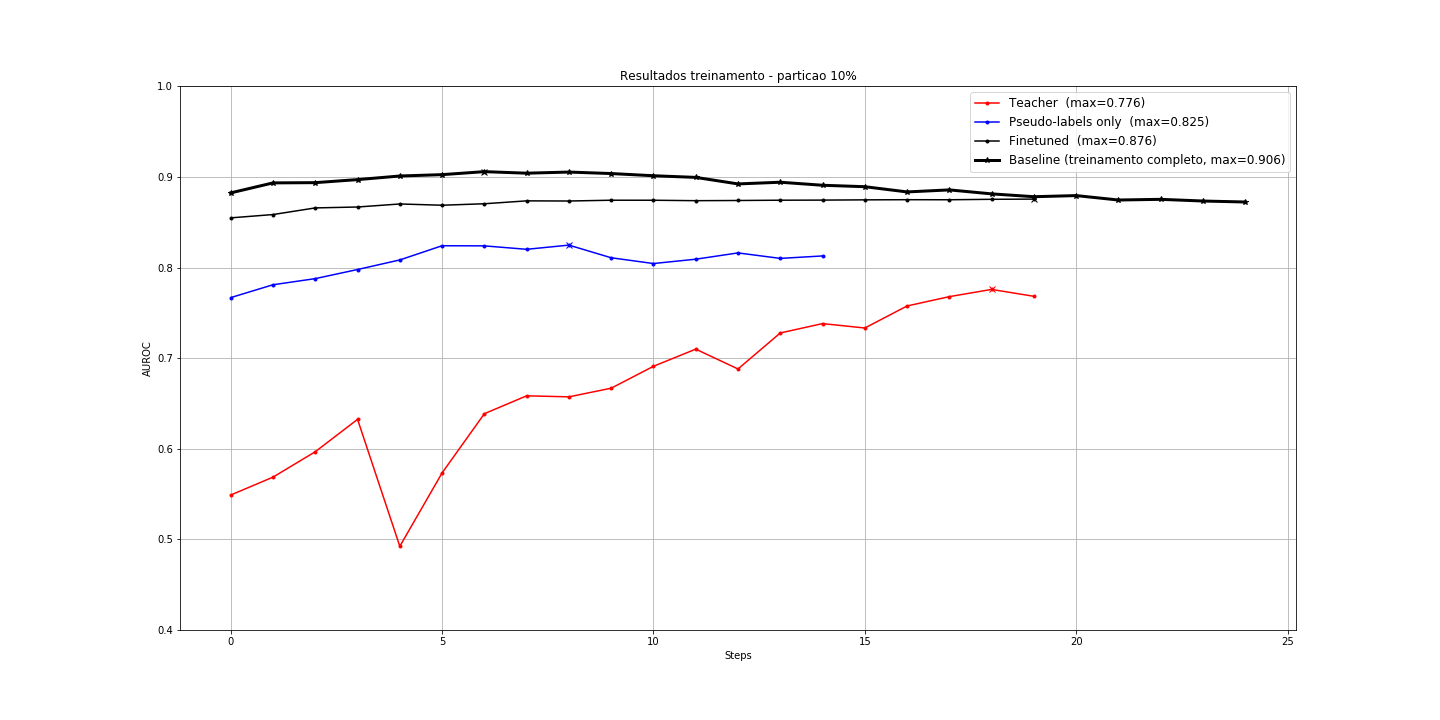 Resultados treinamento - particao 10%
Teacher  (max=0.776)
Pseudo-labels only  (max=0.825)
Finetuned  (max=0.876)
Baseline (treinamento completo, max=0.906)
1.0
0.9
0.8
0.7
0.6
0.5
0.4
AUROC
0 5 10 15 20 25
Steps